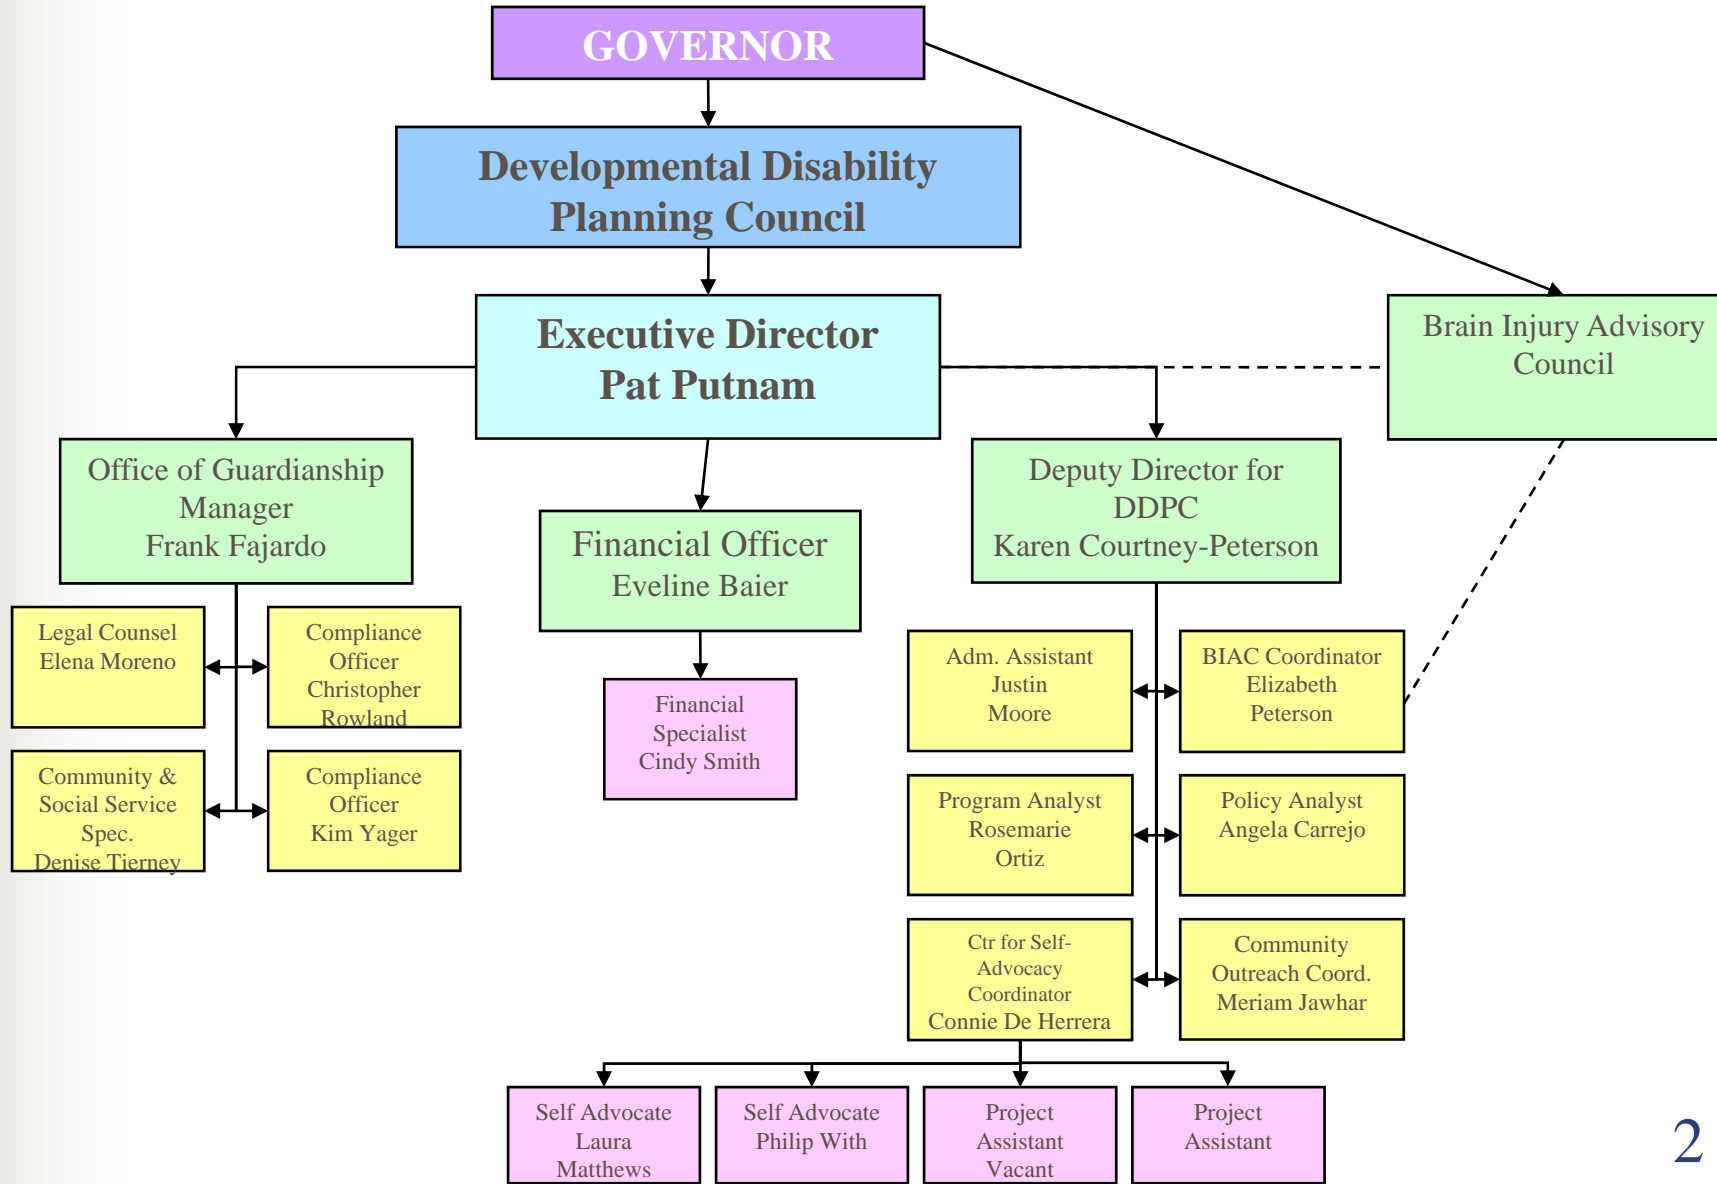 GOVERNOR
Developmental Disability
Planning Council
Executive Director
Pat Putnam
Brain Injury Advisory
Council
Office of Guardianship
Manager
Frank Fajardo
Financial Officer
Eveline Baier
Deputy Director for
DDPC
Karen Courtney-Peterson
Legal Counsel
Elena Moreno
Compliance
Officer
Christopher
Rowland
Community &
Social Service
Spec.
Denise Tierney
Compliance
Officer
Kim Yager
Financial
Specialist
Cindy Smith
Adm. Assistant
Justin
Moore
BIAC Coordinator
Elizabeth
Peterson
Program Analyst
Rosemarie
Ortiz
Policy Analyst
Angela Carrejo
Ctr for Self-
Advocacy
Coordinator
Connie De Herrera
Community
Outreach Coord.
Meriam Jawhar
Self Advocate
Laura
Matthews
Self Advocate
Philip With
Project
Assistant
Vacant
Project
Assistant
2